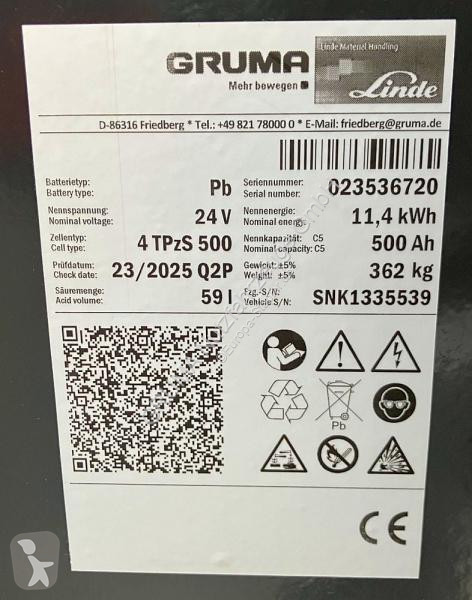 GRUMA
Mehr bewegen
Linde Material Handling
Linde
D-86316 Friedberg * Tel.: +49 821 78000 0 * E-Mail: friedberg@gruma.de
Batterietyp: Pb Seriennummer: 023536720
Battery type: Serial number:
Nennspannung: 24 V Nennenergie: 11,4 kWh
Nominal voltage: Nominal energy:
Zellentyp: 4 TPzS 500 Nennkapazität: C5 500 Ah
Cell type: Nominal capacity: C5
Prüfdatum: 23/2025 Q2P Gewicht: ±5% 362 kg
Check date: Weight: ±5%
Säuremenge: 59 l Fzg.-S/N: SNK1335539
Acid volume: Vehicle S/N:
Pb
CE